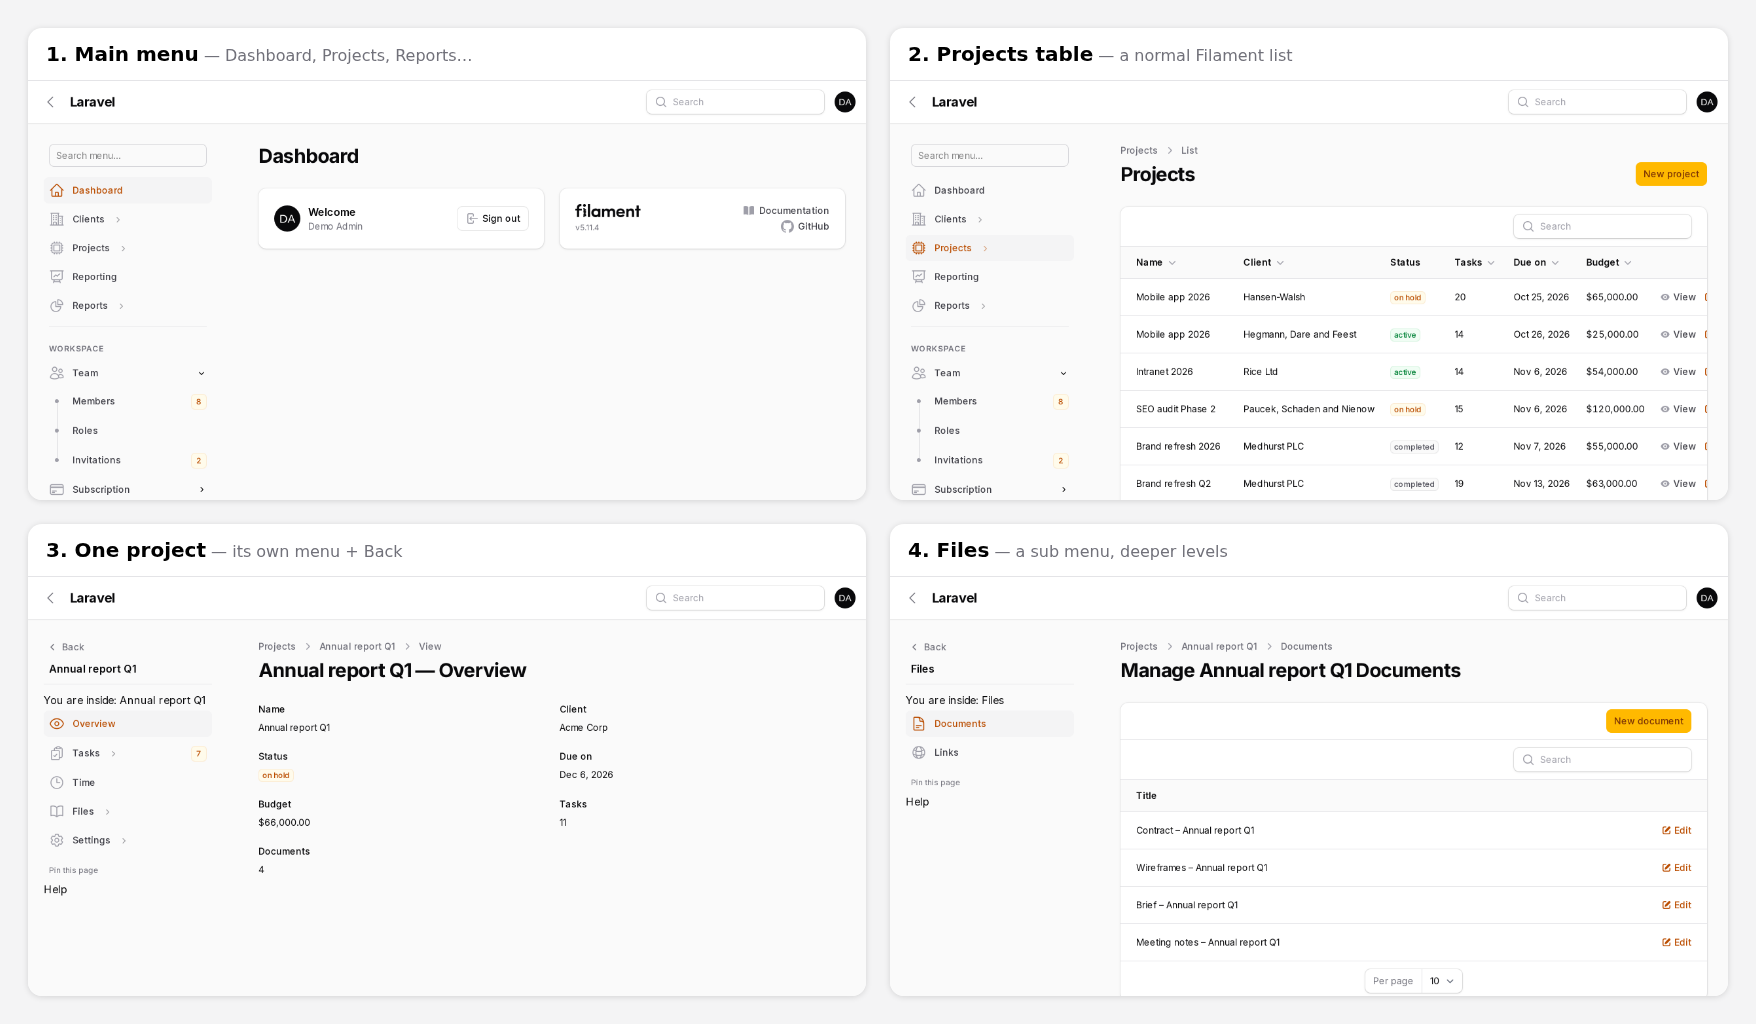 1. Main menu — Dashboard, Projects, Reports...
Laravel
Search
DA
Search menu...
Dashboard
Clients
Projects
Reporting
Reports
WORKSPACE
Team
Members 8
Roles
Invitations 2
Subscription
Dashboard
DA
Welcome
Demo Admin
Sign out
filament
v5.11.4
Documentation
GitHub
2. Projects table — a normal Filament list
Laravel
Search
DA
Search menu...
Dashboard
Clients
Projects
Reporting
Reports
WORKSPACE
Team
Members 8
Roles
Invitations 2
Subscription
Projects List
Projects
New project
Search
Name Client Status Tasks Due on Budget
Mobile app 2026 Hansen-Walsh on hold 20 Oct 25, 2026 $65,000.00 View
Mobile app 2026 Hegmann, Dare and Feest active 14 Oct 26, 2026 $25,000.00 View
Intranet 2026 Rice Ltd active 14 Nov 6, 2026 $54,000.00 View
SEO audit Phase 2 Paucek, Schaden and Nienow on hold 15 Nov 6, 2026 $120,000.00 View
Brand refresh 2026 Medhurst PLC completed 12 Nov 7, 2026 $55,000.00 View
Brand refresh Q2 Medhurst PLC completed 19 Nov 13, 2026 $63,000.00 View
3. One project — its own menu + Back
Laravel
Search
DA
Back
Annual report Q1
You are inside: Annual report Q1
Overview
Tasks 7
Time
Files
Settings
Pin this page
Help
Projects Annual report Q1 View
Annual report Q1 — Overview
Name Client
Annual report Q1 Acme Corp
Status Due on
on hold Dec 6, 2026
Budget Tasks
$66,000.00 11
Documents
4
4. Files — a sub menu, deeper levels
Laravel
Search
DA
Back
Files
You are inside: Files
Documents
Links
Pin this page
Help
Projects Annual report Q1 Documents
Manage Annual report Q1 Documents
New document
Search
Title
Contract – Annual report Q1 Edit
Wireframes – Annual report Q1 Edit
Brief – Annual report Q1 Edit
Meeting notes – Annual report Q1 Edit
Per page 10